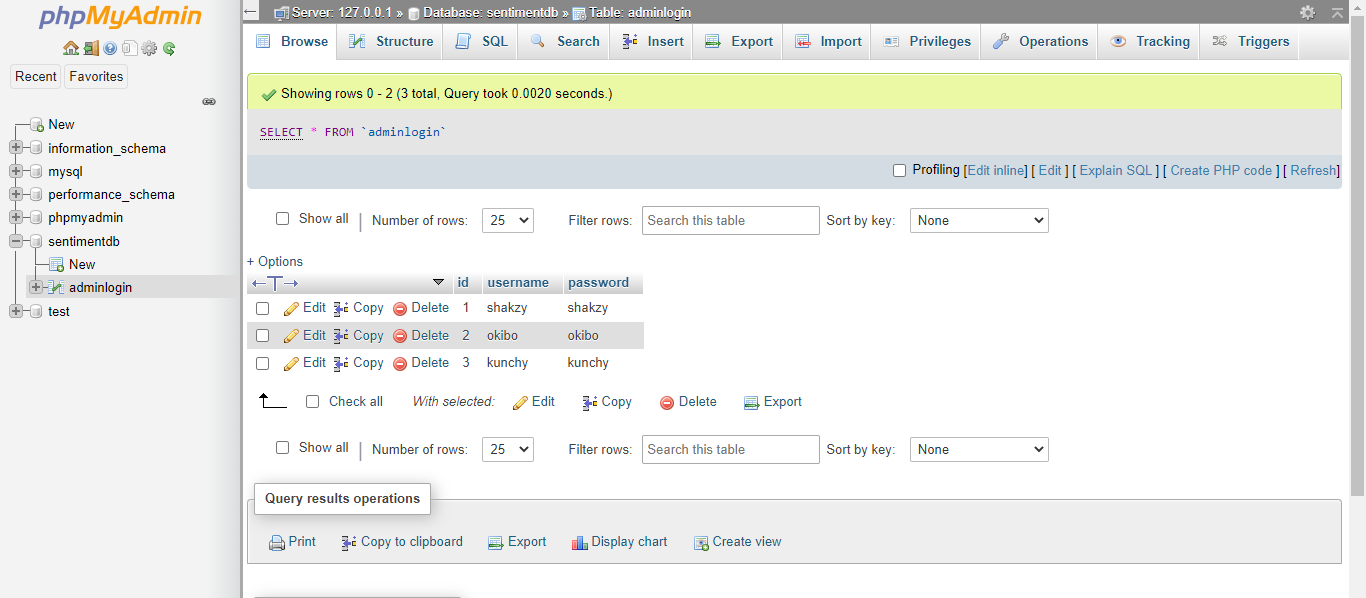 phpMyAdmin
Recent Favorites
New
information_schema
mysql
performance_schema
phpmyadmin
sentimentdb
New
adminlogin
test
Server: 127.0.0.1 » Database: sentimentdb » Table: adminlogin
Browse Structure SQL Search Insert Export Import Privileges Operations Tracking Triggers
Showing rows 0 - 2 (3 total, Query took 0.0020 seconds.)
SELECT * FROM `adminlogin`
Profiling [Edit inline] [ Edit ] [ Explain SQL ] [ Create PHP code ] [ Refresh]
Show all | Number of rows: 25 Filter rows: Search this table Sort by key: None
+ Options
←T→ id username password
Edit Copy Delete 1 shakzy shakzy
Edit Copy Delete 2 okibo okibo
Edit Copy Delete 3 kunchy kunchy
Check all With selected: Edit Copy Delete Export
Show all | Number of rows: 25 Filter rows: Search this table Sort by key: None
Query results operations
Print Copy to clipboard Export Display chart Create view